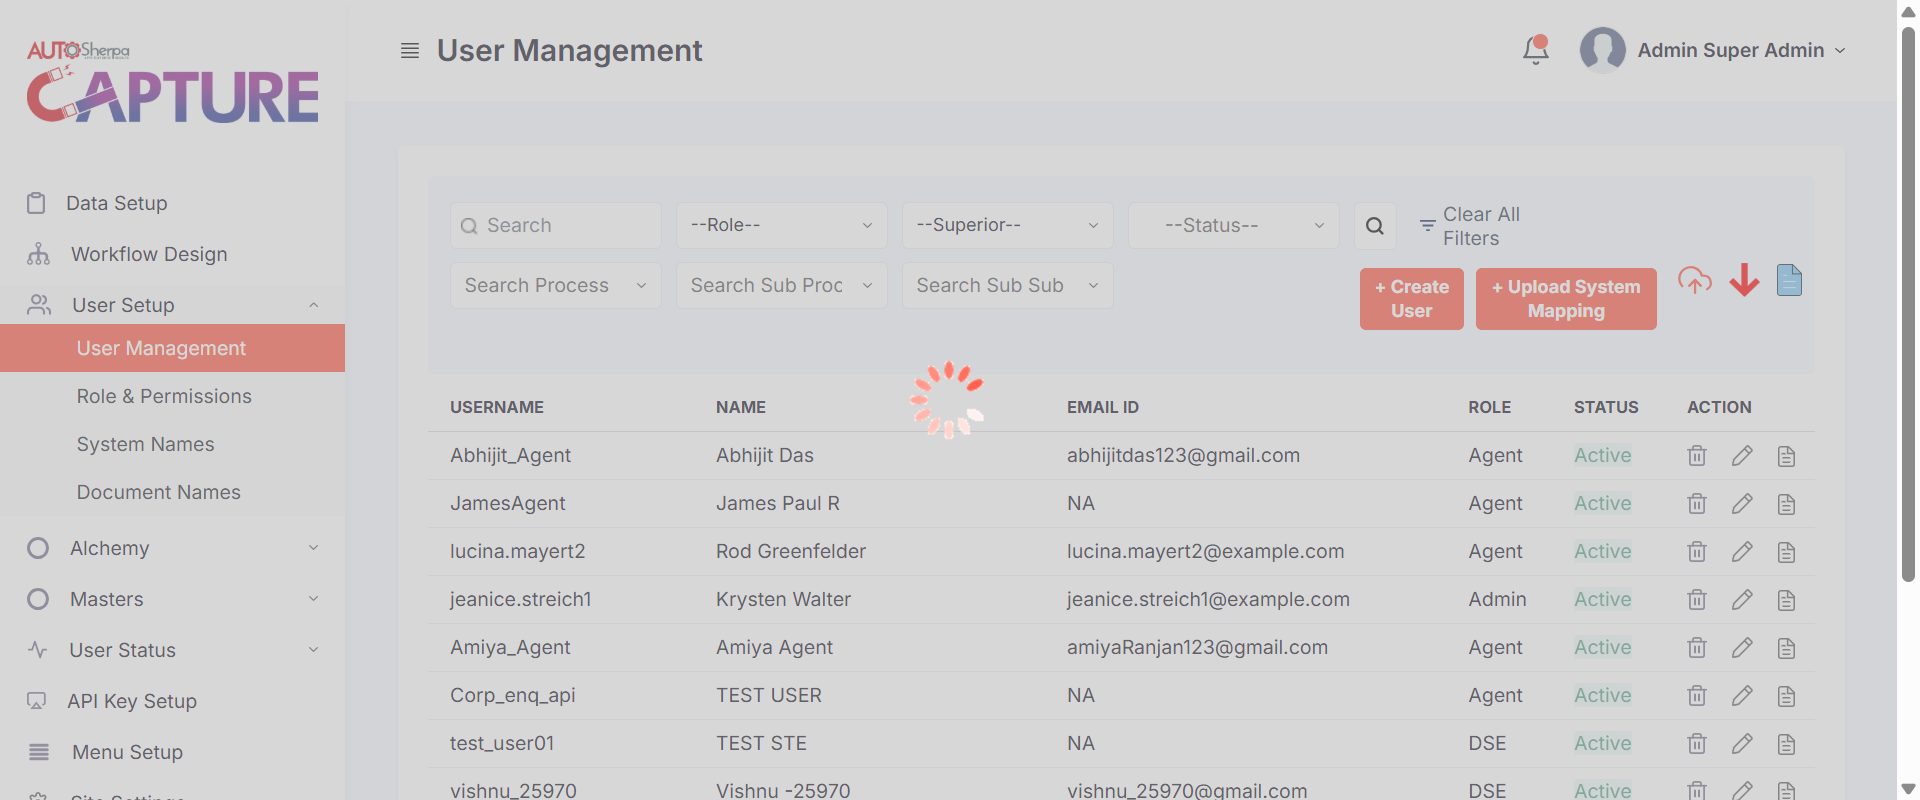 AUTO Sherpa
CAPTURE
User Management
Admin Super Admin
Data Setup
Workflow Design
User Setup
User Management
Role & Permissions
System Names
Document Names
Alchemy
Masters
User Status
API Key Setup
Menu Setup
Site Settings
Search
--Role--
--Superior--
--Status--
Clear All
Filters
Search Process
Search Sub Proc
Search Sub Sub
+ Create
User
+ Upload System
Mapping
USERNAME NAME EMAIL ID ROLE STATUS ACTION
Abhijit_Agent Abhijit Das abhijitdas123@gmail.com Agent Active
JamesAgent James Paul R NA Agent Active
lucina.mayert2 Rod Greenfelder lucina.mayert2@example.com Agent Active
jeanice.streich1 Krysten Walter jeanice.streich1@example.com Admin Active
Amiya_Agent Amiya Agent amiyaRanjan123@gmail.com Agent Active
Corp_enq_api TEST USER NA Agent Active
test_user01 TEST STE NA DSE Active
vishnu_25970 Vishnu -25970 vishnu_25970@gmail.com DSE Active